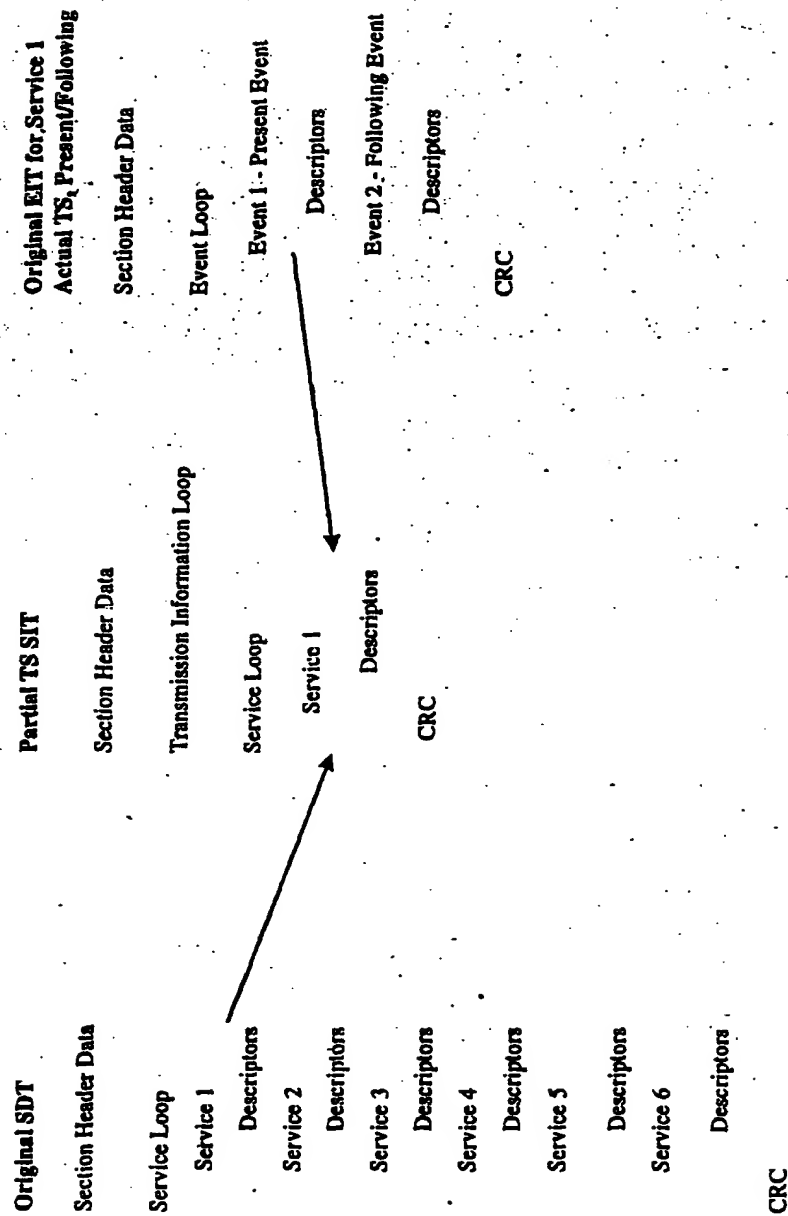 Original SDT
Section Header Data
Service Loop
Service 1
Descriptors
Service 2
Descriptors
Service 3
Descriptors
Service 4
Descriptors
Service 5
Descriptors
Service 6
Descriptors
CRC
Partial TS SIT
Section Header Data
Transmission Information Loop
Service Loop
Service 1
Descriptors
CRC
Original EIT for Service 1
Actual TS, Present/Following
Section Header Data
Event Loop
Event 1 - Present Event
Descriptors
Event 2 - Following Event
Descriptors
CRC